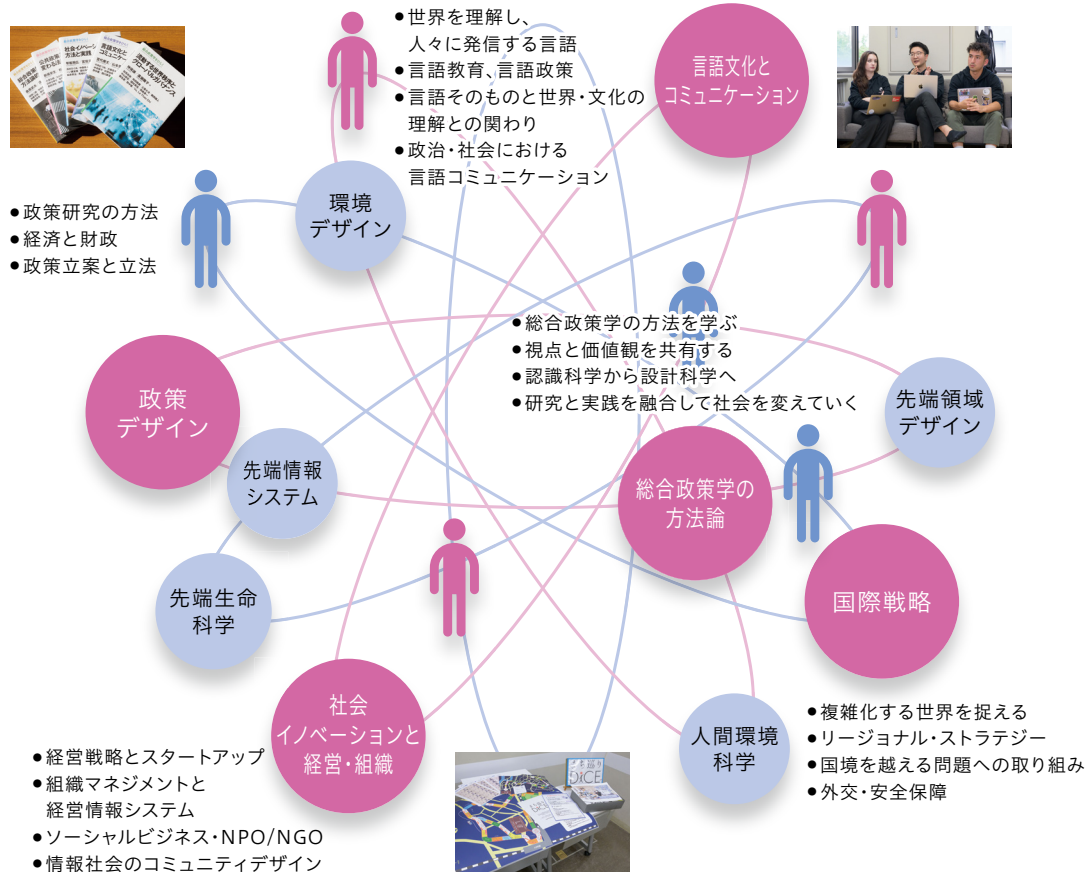 ●世界を理解し、
人々に発信する言語
●言語教育、言語政策
●言語そのものと世界・文化の
理解との関わり
●政治・社会における
言語コミュニケーション
言語文化と
コミュニケーション
環境
デザイン
●政策研究の方法
●経済と財政
●政策立案と立法
●総合政策学の方法を学ぶ
●視点と価値観を共有する
●認識科学から設計科学へ
●研究と実践を融合して社会を変えていく
政策
デザイン
先端領域
デザイン
先端情報
システム
総合政策学の
方法論
先端生命
科学
国際戦略
社会
イノベーションと
経営・組織
人間環境
科学
●複雑化する世界を捉える
●リージョナル・ストラテジー
●国境を越える問題への取り組み
●外交・安全保障
●経営戦略とスタートアップ
●組織マネジメントと
経営情報システム
●ソーシャルビジネス・NPO/NGO
●情報社会のコミュニティデザイン
DiCE